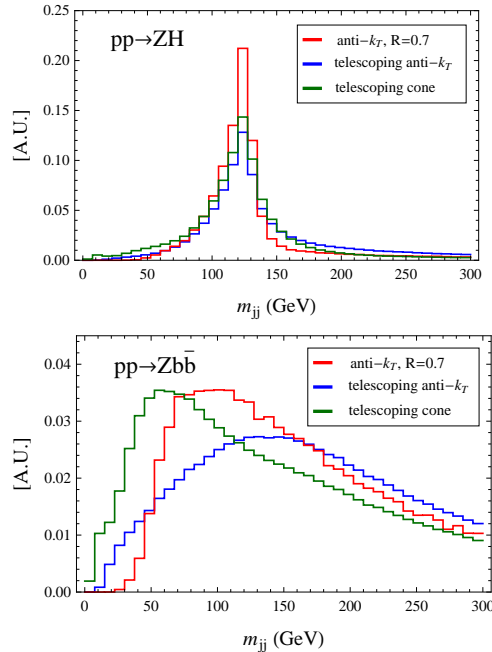 pp→ZH
anti−k_T, R=0.7
telescoping anti−k_T
telescoping cone
[A.U.]
0.25
0.20
0.15
0.10
0.05
0.00
0 50 100 150 200 250 300
m_jj (GeV)
pp→Zbb̄
anti−k_T, R=0.7
telescoping anti−k_T
telescoping cone
[A.U.]
0.04
0.03
0.02
0.01
0.00
0 50 100 150 200 250 300
m_jj (GeV)